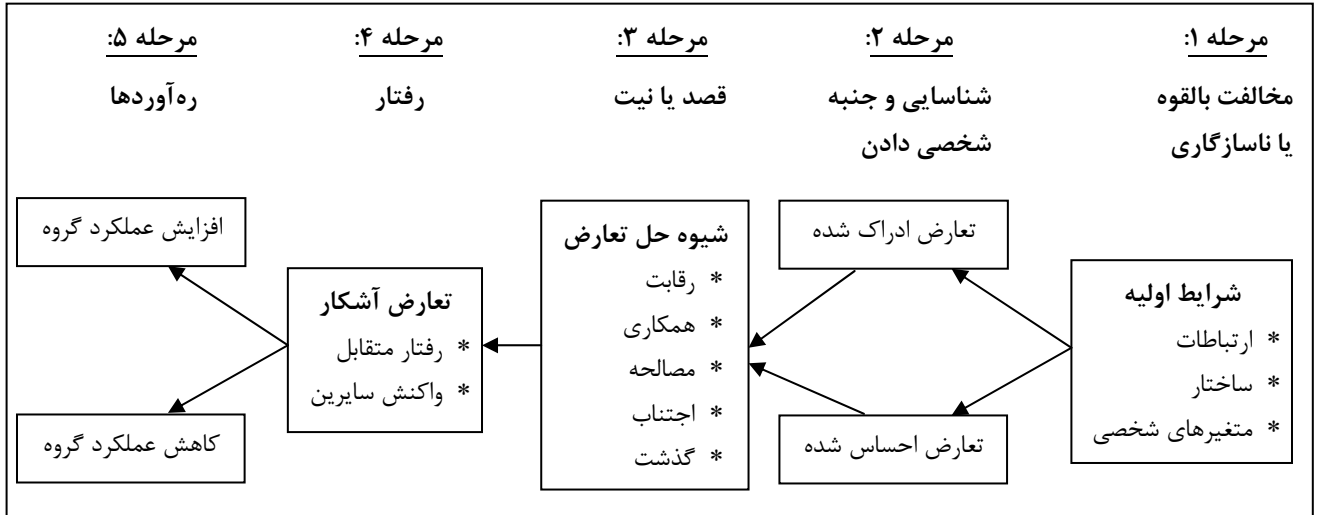 مرحله ۱:
مخالفت بالقوه
یا ناسازگاری
مرحله ۲:
شناسایی و جنبه
شخصی دادن
مرحله ۳:
قصد یا نیت
مرحله ۴:
رفتار
مرحله ۵:
ره‌آوردها
شرایط اولیه
* ارتباطات
* ساختار
* متغیرهای شخصی
تعارض ادراک شده
تعارض احساس شده
شیوه حل تعارض
* رقابت
* همکاری
* مصالحه
* اجتناب
* گذشت
تعارض آشکار
* رفتار متقابل
* واکنش سایرین
افزایش عملکرد گروه
کاهش عملکرد گروه